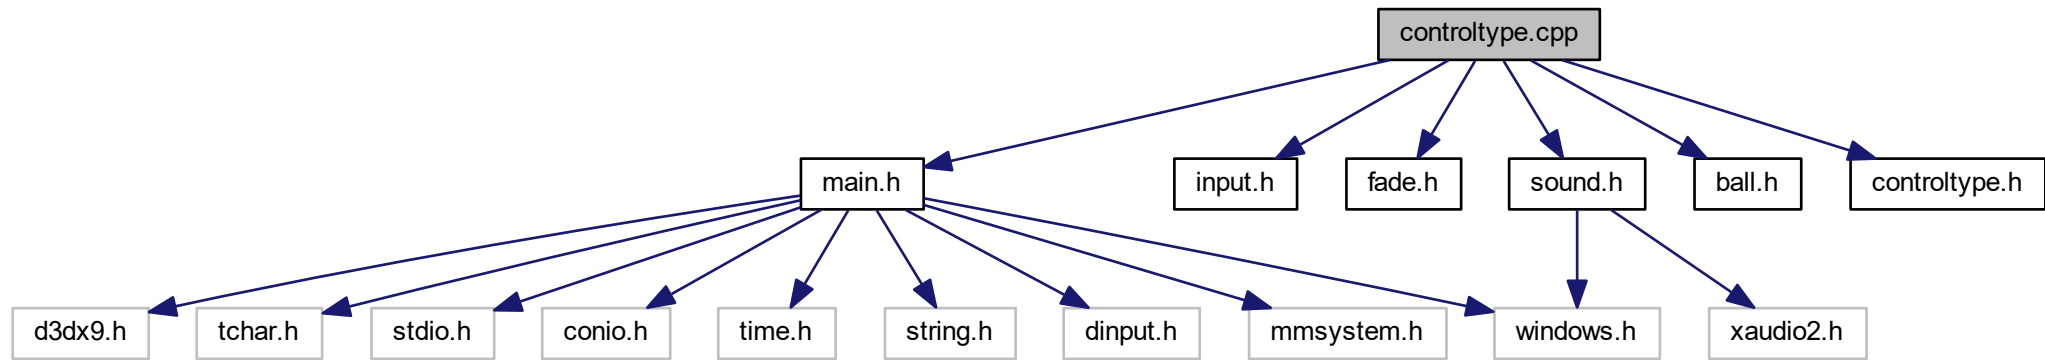 controltype.cpp
main.h
input.h
fade.h
sound.h
ball.h
controltype.h
d3dx9.h
tchar.h
stdio.h
conio.h
time.h
string.h
dinput.h
mmsystem.h
windows.h
xaudio2.h